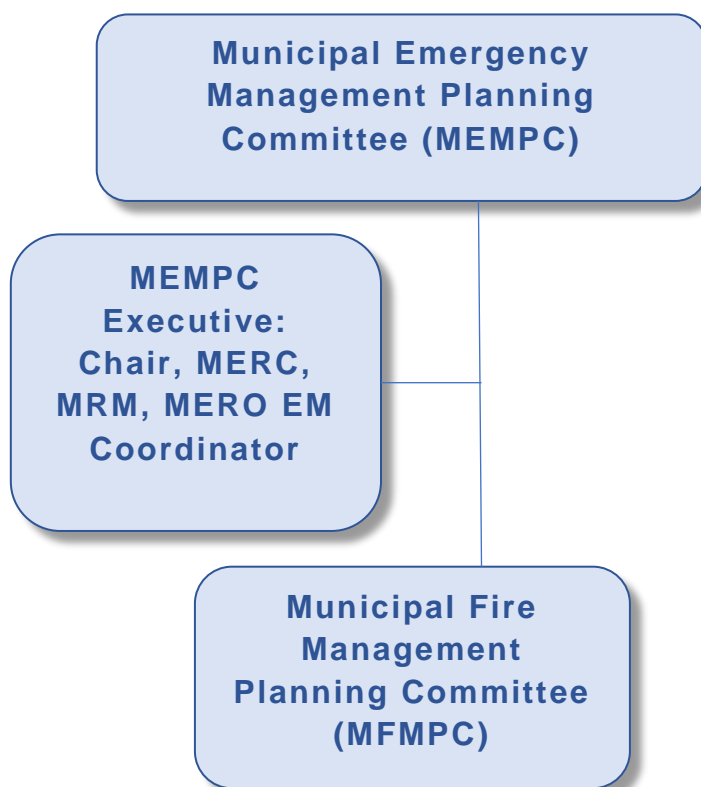 Municipal Emergency
Management Planning
Committee (MEMPC)
MEMPC
Executive:
Chair, MERC,
MRM, MERO EM
Coordinator
Municipal Fire
Management
Planning Committee
(MFMPC)